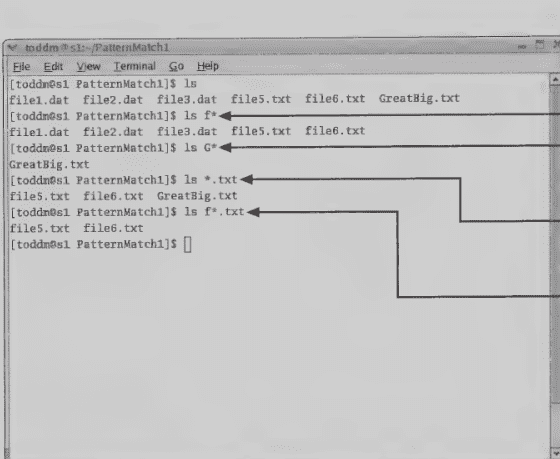 toddm@s1:~/PatternMatch1
File Edit View Terminal Go Help
[toddm@s1 PatternMatch1]$ ls
file1.dat file2.dat file3.dat file5.txt file6.txt GreatBig.txt
[toddm@s1 PatternMatch1]$ ls f*
file1.dat file2.dat file3.dat file5.txt file6.txt
[toddm@s1 PatternMatch1]$ ls G*
GreatBig.txt
[toddm@s1 PatternMatch1]$ ls *.txt
file5.txt file6.txt GreatBig.txt
[toddm@s1 PatternMatch1]$ ls f*.txt
file5.txt file6.txt
[toddm@s1 PatternMatch1]$